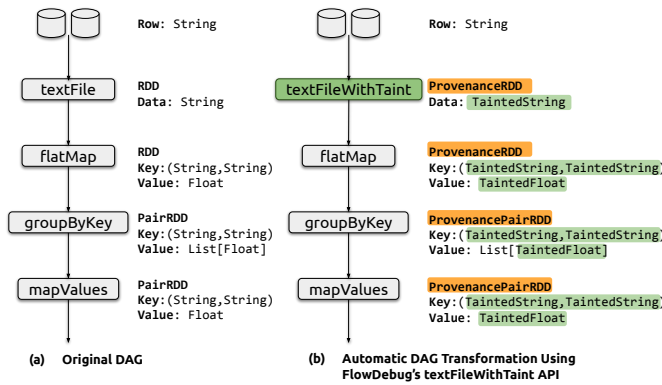 Row: String
textFile
RDD
Data: String
flatMap
RDD
Key:(String,String)
Value: Float
groupByKey
PairRDD
Key:(String,String)
Value: List[Float]
mapValues
PairRDD
Key:(String,String)
Value: Float
(a) Original DAG
Row: String
textFileWithTaint
ProvenanceRDD
Data: TaintedString
flatMap
ProvenanceRDD
Key:(TaintedString,TaintedString)
Value: TaintedFloat
groupByKey
ProvenancePairRDD
Key:(TaintedString,TaintedString)
Value: List[TaintedFloat]
mapValues
ProvenancePairRDD
Key:(TaintedString,TaintedString)
Value: TaintedFloat
(b) Automatic DAG Transformation Using
FlowDebug's textFileWithTaint API